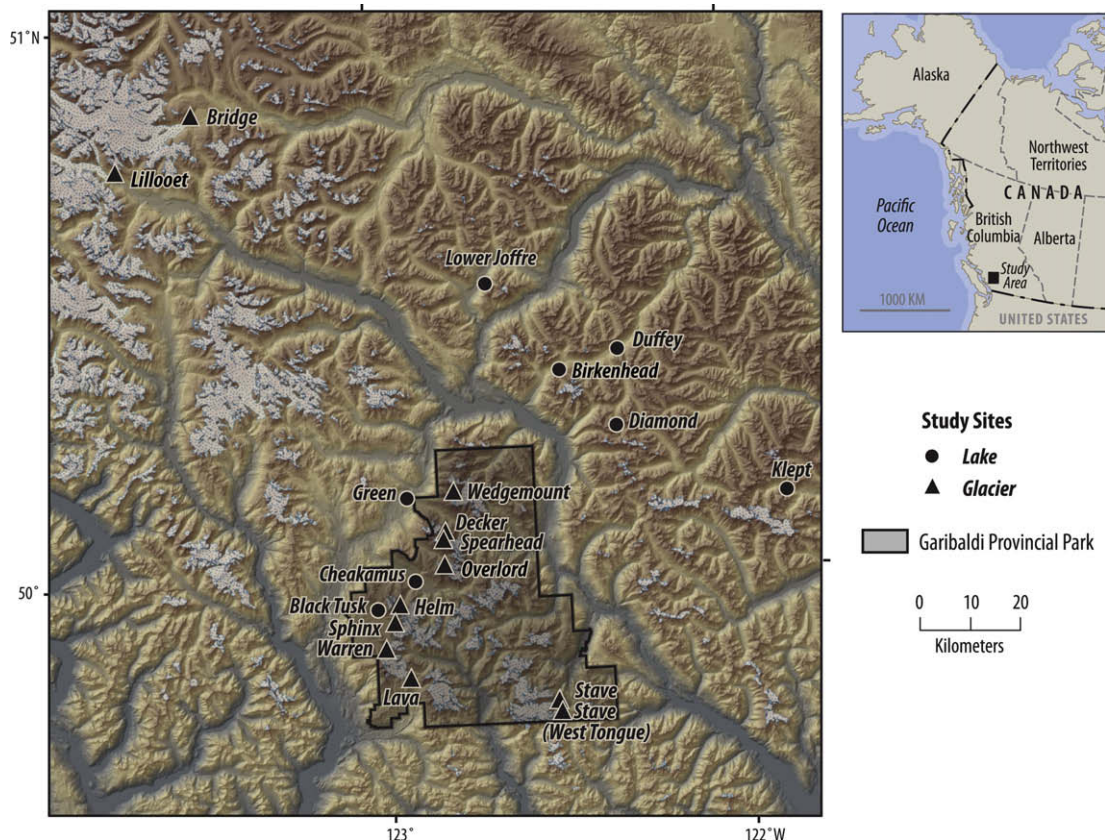 51°N
Bridge
Lillooet
Lower Joffre
Duffey
Birkenhead
Diamond
Klept
Green
Wedgemount
Decker
Spearhead
Overlord
50°
Cheakamus
Black Tusk
Helm
Sphinx
Warren
Lava
Stave
Stave
(West Tongue)
123°
122°W
Alaska
Northwest
Territories
CANADA
Pacific
Ocean
British
Columbia
Alberta
Study
Area
1000 KM
UNITED STATES
Study Sites
Lake
Glacier
Garibaldi Provincial Park
0 10 20
Kilometers